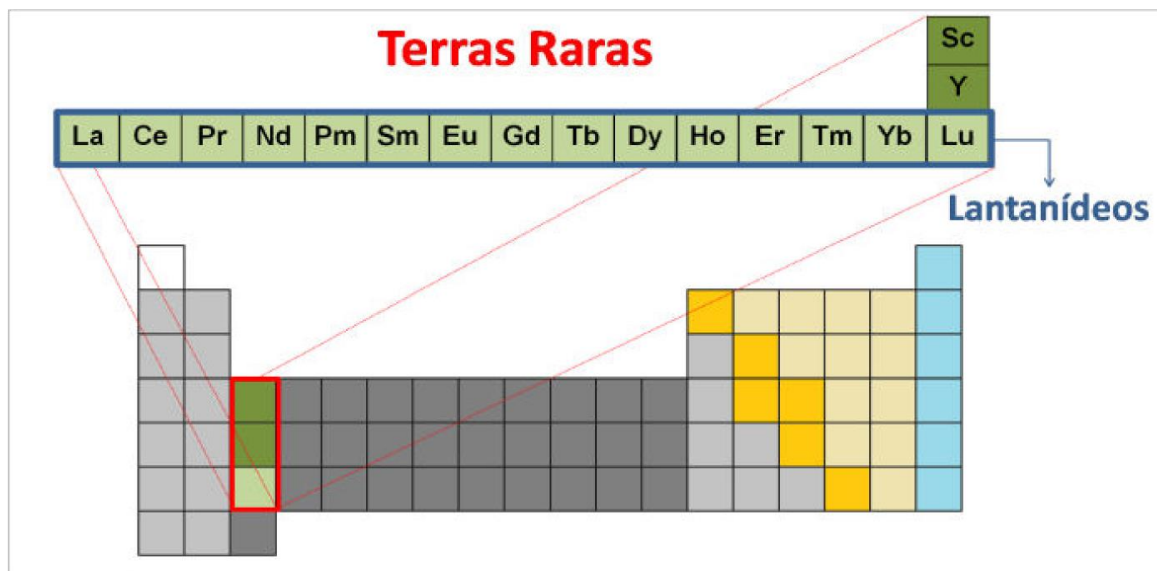 Terras Raras
Sc
Y
La Ce Pr Nd Pm Sm Eu Gd Tb Dy Ho Er Tm Yb Lu
Lantanídeos